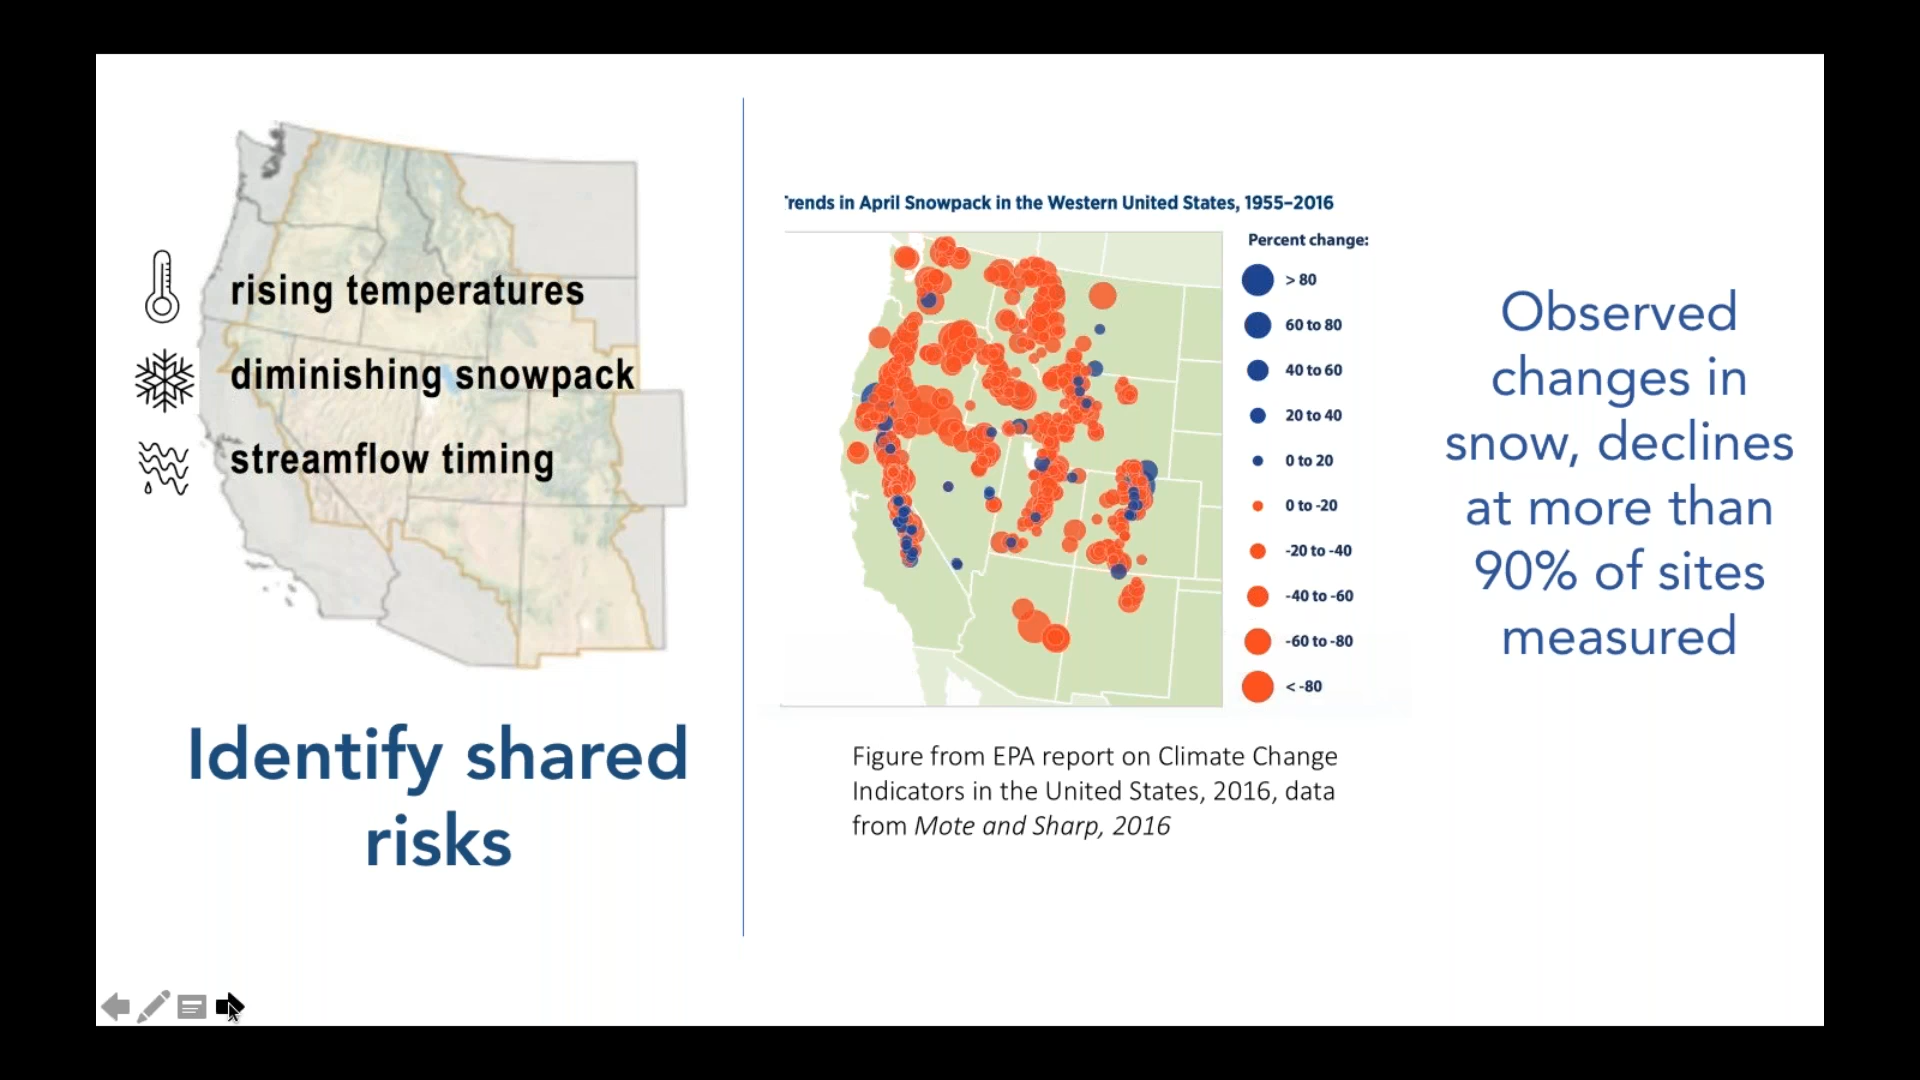 rising temperatures
diminishing snowpack
streamflow timing
Identify shared
risks
Trends in April Snowpack in the Western United States, 1955–2016
Percent change:
> 80
60 to 80
40 to 60
20 to 40
0 to 20
0 to -20
-20 to -40
-40 to -60
-60 to -80
< -80
Figure from EPA report on Climate Change
Indicators in the United States, 2016, data
from Mote and Sharp, 2016
Observed
changes in
snow, declines
at more than
90% of sites
measured